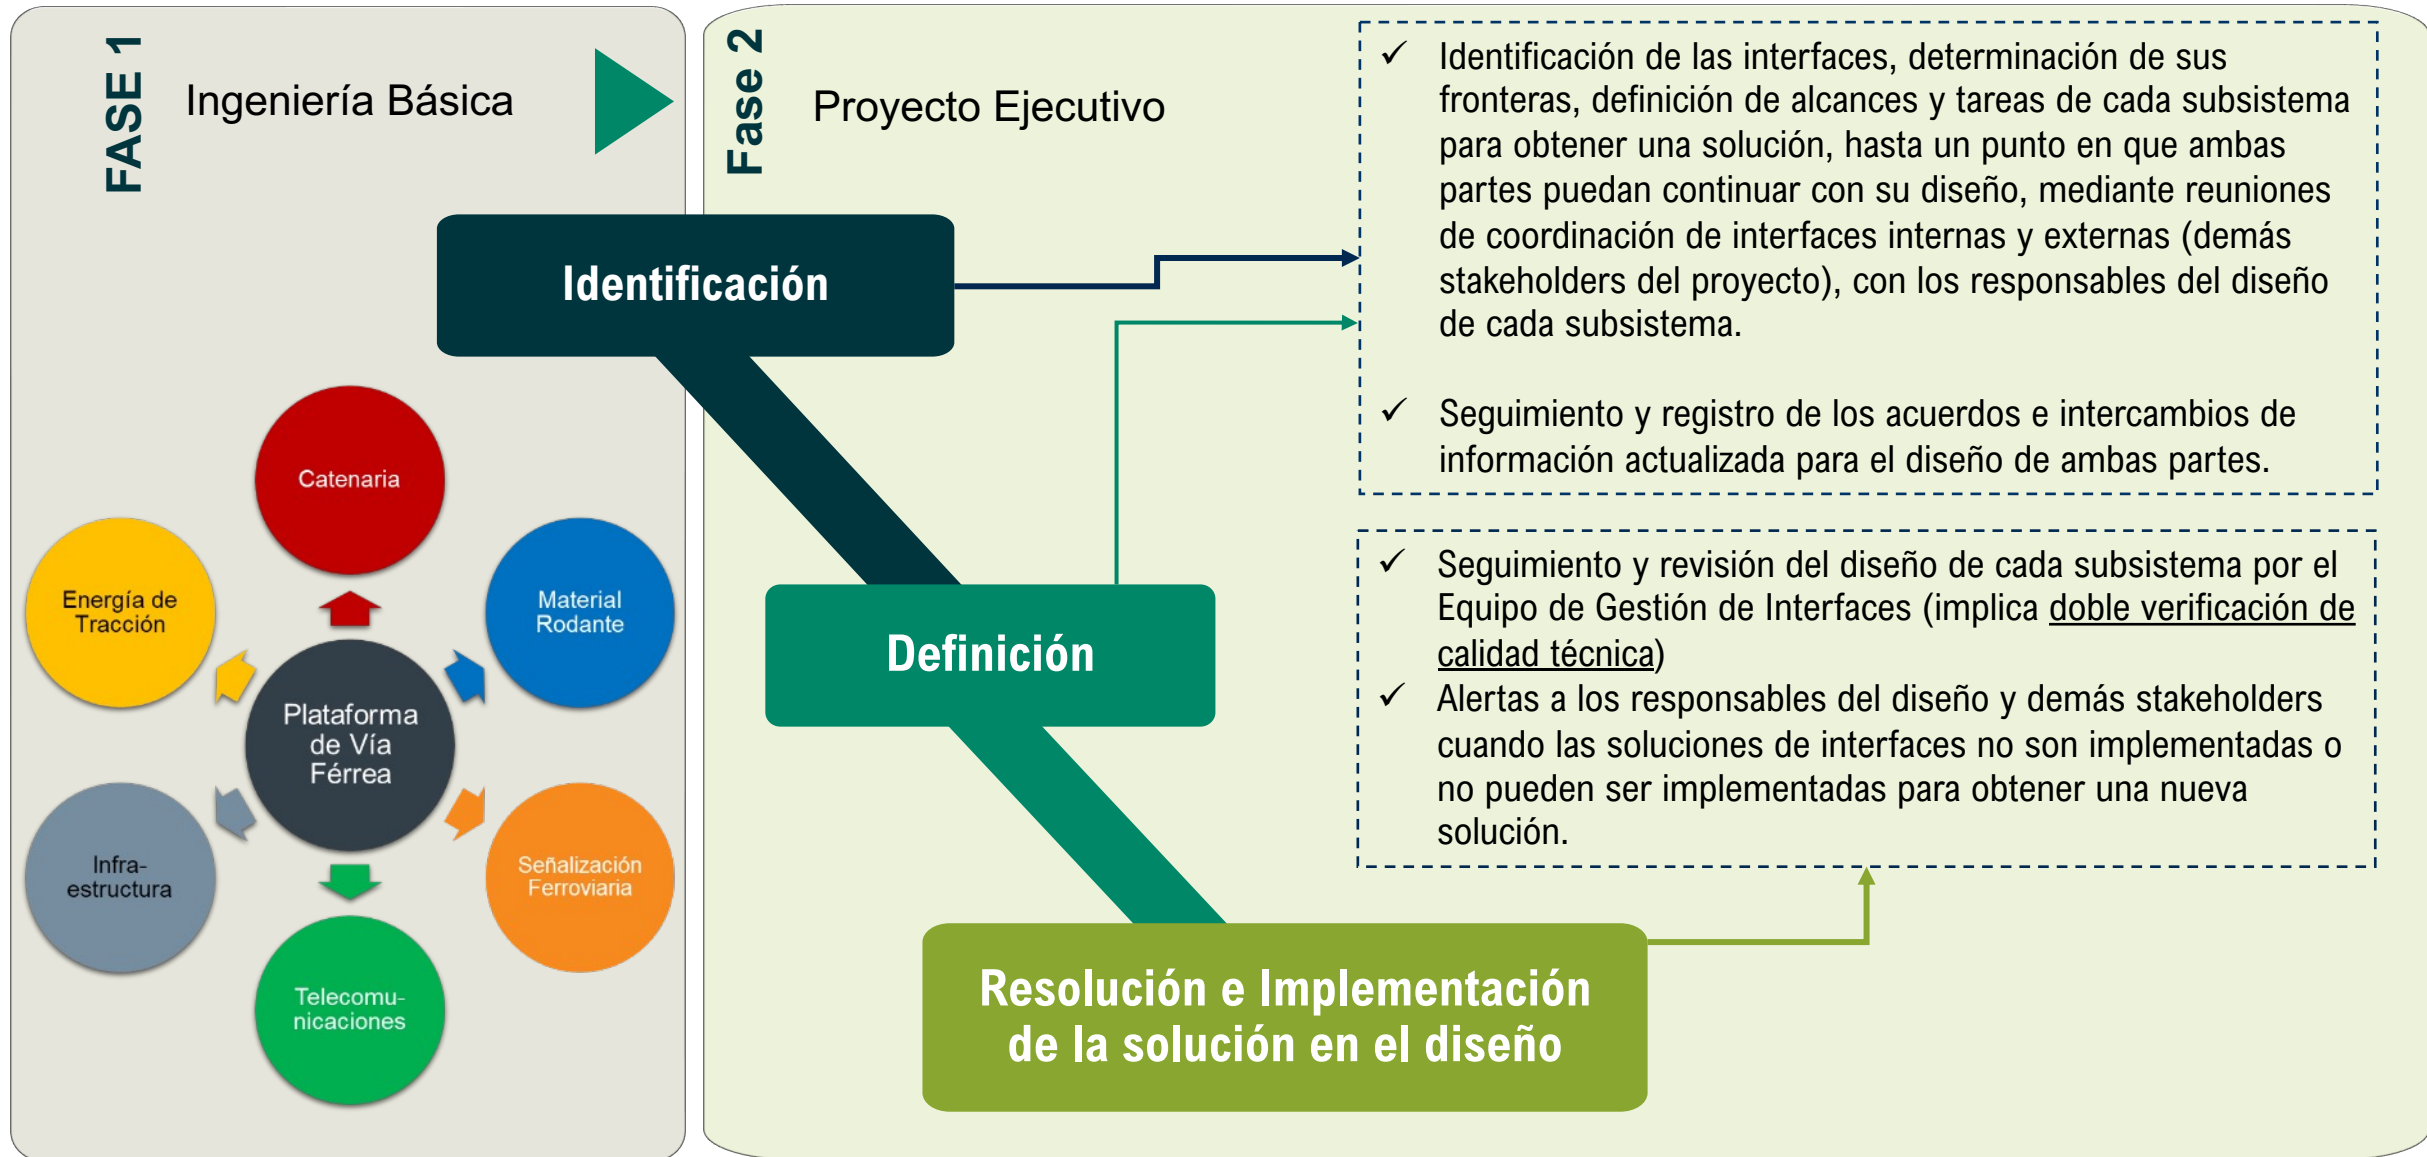 FASE 1
Ingeniería Básica
Fase 2
Proyecto Ejecutivo
✓ Identificación de las interfaces, determinación de sus
fronteras, definición de alcances y tareas de cada subsistema
para obtener una solución, hasta un punto en que ambas
partes puedan continuar con su diseño, mediante reuniones
de coordinación de interfaces internas y externas (demás
stakeholders del proyecto), con los responsables del diseño
de cada subsistema.
✓ Seguimiento y registro de los acuerdos e intercambios de
información actualizada para el diseño de ambas partes.
Identificación
Catenaria
Energía de
Tracción
Material
Rodante
Plataforma
de Vía
Férrea
Infra-
estructura
Señalización
Ferroviaria
Telecomu-
nicaciones
Definición
✓ Seguimiento y revisión del diseño de cada subsistema por el
Equipo de Gestión de Interfaces (implica doble verificación de
calidad técnica)
✓ Alertas a los responsables del diseño y demás stakeholders
cuando las soluciones de interfaces no son implementadas o
no pueden ser implementadas para obtener una nueva
solución.
Resolución e Implementación
de la solución en el diseño